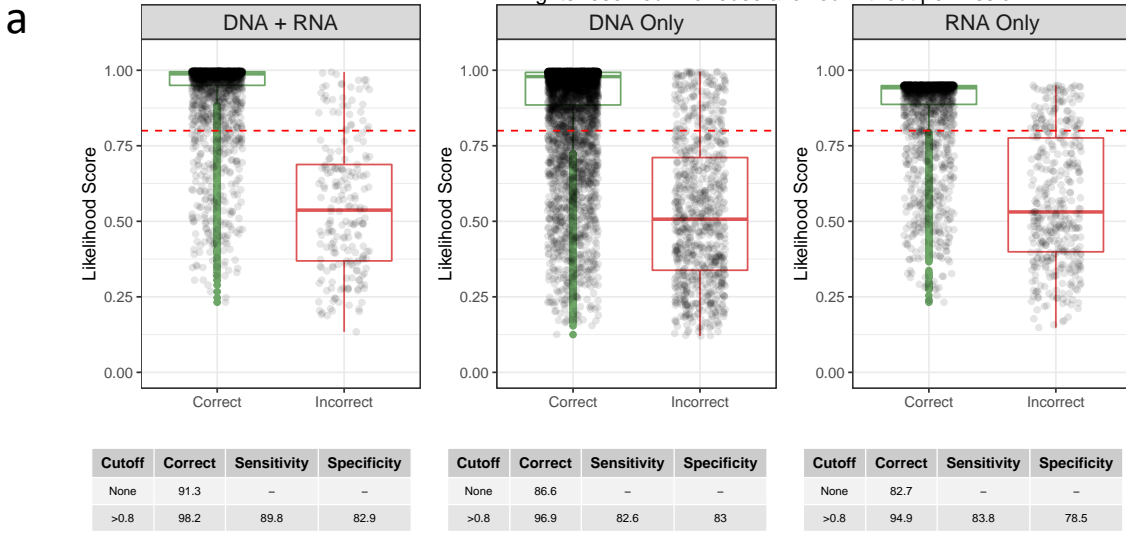 a
DNA + RNA
DNA Only
RNA Only
Likelihood Score
1.00
0.75
0.50
0.25
0.00
Correct Incorrect
Likelihood Score
1.00
0.75
0.50
0.25
0.00
Correct Incorrect
Likelihood Score
1.00
0.75
0.50
0.25
0.00
Correct Incorrect
Cutoff Correct Sensitivity Specificity
None 91.3 – –
>0.8 98.2 89.8 82.9
Cutoff Correct Sensitivity Specificity
None 86.6 – –
>0.8 96.9 82.6 83
Cutoff Correct Sensitivity Specificity
None 82.7 – –
>0.8 94.9 83.8 78.5